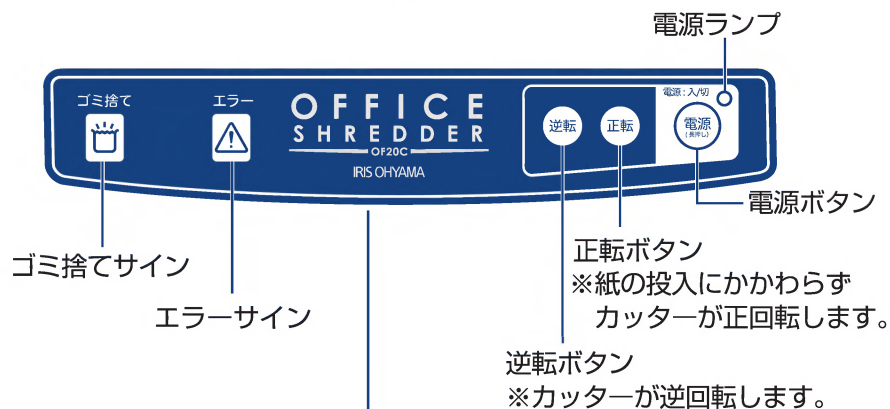 電源ランプ
ゴミ捨て
エラー
OFFICE
SHREDDER
OF20C
IRIS OHYAMA
逆転
正転
電源：入/切
電源
(長押し)
電源ボタン
ゴミ捨てサイン
エラーサイン
正転ボタン
※紙の投入にかかわらず
カッターが正回転します。
逆転ボタン
※カッターが逆回転します。